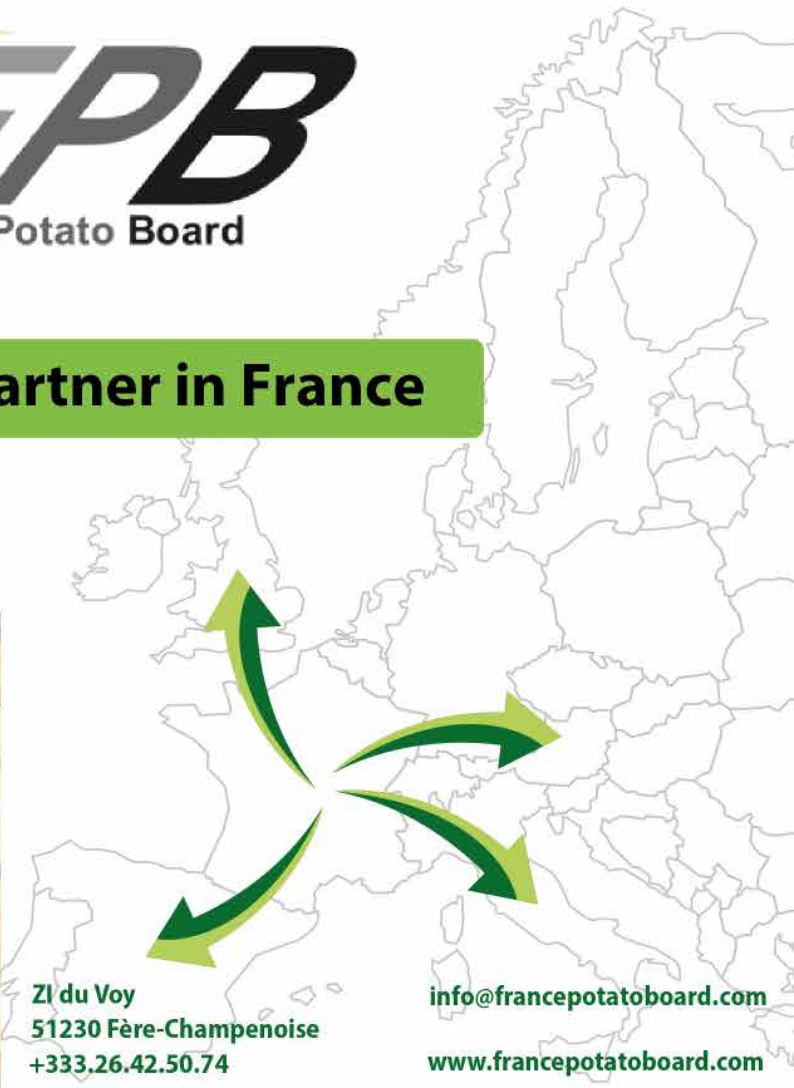 FPB
Potato Board
artner in France
ZI du Voy
51230 Fère-Champenoise
+333.26.42.50.74
info@francepotatoboard.com
www.francepotatoboard.com